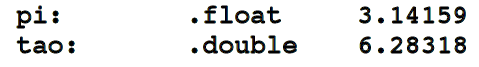 pi: .float 3.14159
tao: .double 6.28318